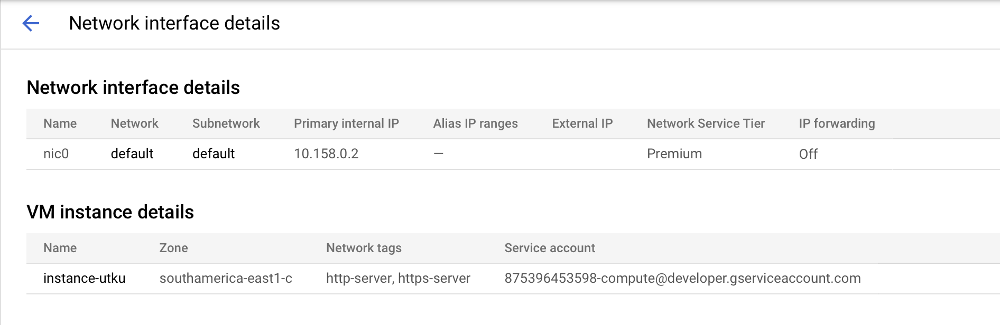 Network interface details
Network interface details
Name Network Subnetwork Primary internal IP Alias IP ranges External IP Network Service Tier IP forwarding
nic0 default default 10.158.0.2 — Premium Off
VM instance details
Name Zone Network tags Service account
instance-utku southamerica-east1-c http-server, https-server 875396453598-compute@developer.gserviceaccount.com